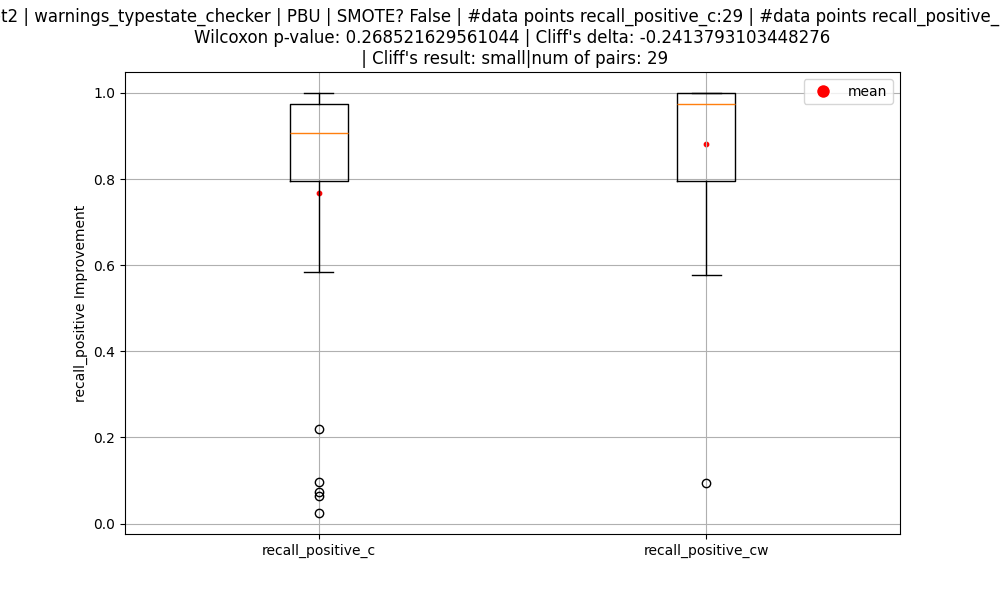 t2 | warnings_typestate_checker | PBU | SMOTE? False | #data points recall_positive_c:29 | #data points recall_positive_
Wilcoxon p-value: 0.268521629561044 | Cliff's delta: -0.2413793103448276
| Cliff's result: small|num of pairs: 29
mean
1.0
0.8
0.6
0.4
0.2
0.0
recall_positive Improvement
recall_positive_c
recall_positive_cw